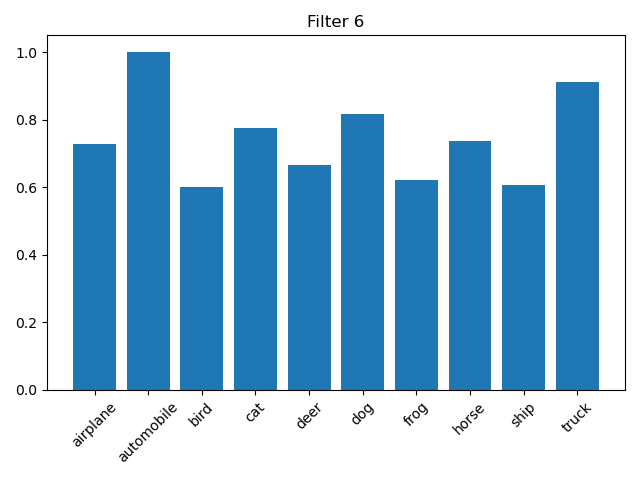 Filter 6
1.0
0.8
0.6
0.4
0.2
0.0
airplane
automobile
bird
cat
deer
dog
frog
horse
ship
truck